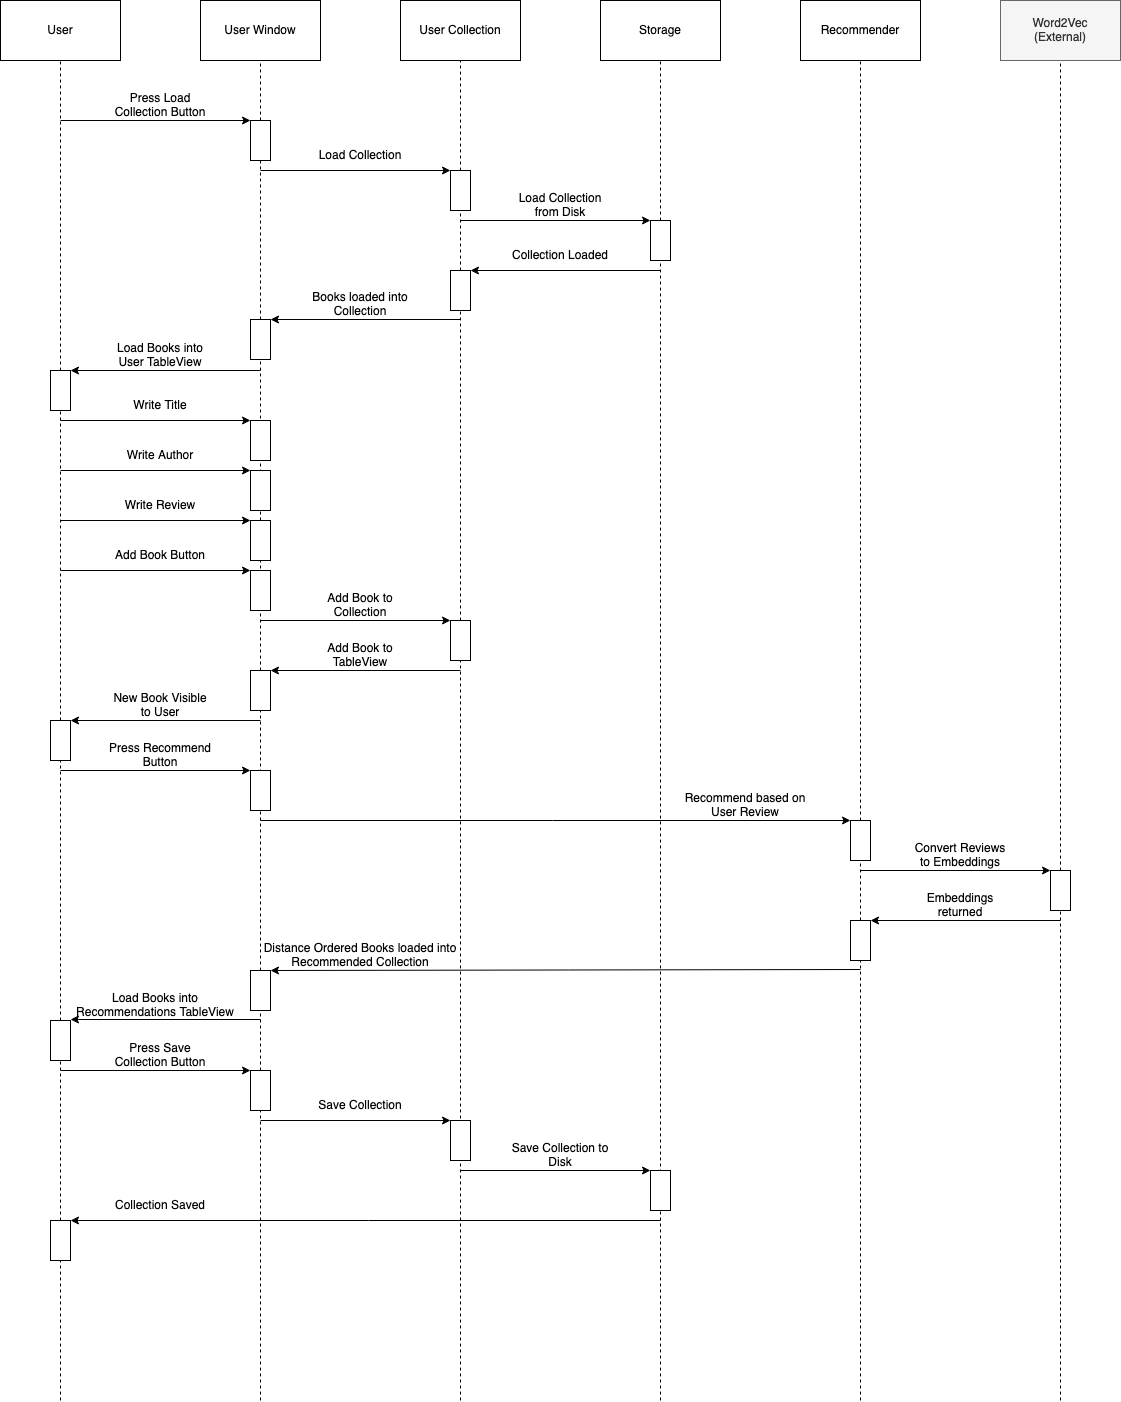 User
User Window
User Collection
Storage
Recommender
Word2Vec
(External)
Press Load
Collection Button
Load Collection
Load Collection
from Disk
Collection Loaded
Books loaded into
Collection
Load Books into
User TableView
Write Title
Write Author
Write Review
Add Book Button
Add Book to
Collection
Add Book to
TableView
New Book Visible
to User
Press Recommend
Button
Recommend based on
User Review
Convert Reviews
to Embeddings
Embeddings
returned
Distance Ordered Books loaded into
Recommended Collection
Load Books into
Recommendations TableView
Press Save
Collection Button
Save Collection
Save Collection to
Disk
Collection Saved